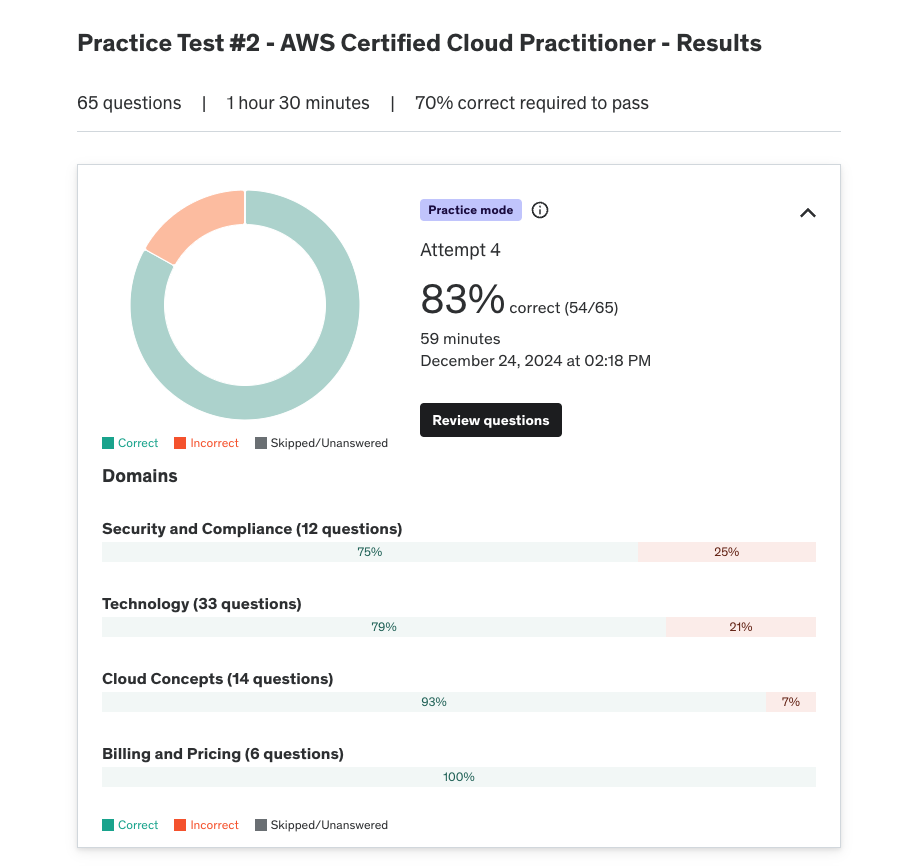 Practice Test #2 - AWS Certified Cloud Practitioner - Results
65 questions | 1 hour 30 minutes | 70% correct required to pass
Practice mode
Attempt 4
83% correct (54/65)
59 minutes
December 24, 2024 at 02:18 PM
Review questions
Correct Incorrect Skipped/Unanswered
Domains
Security and Compliance (12 questions)
75% 25%
Technology (33 questions)
79% 21%
Cloud Concepts (14 questions)
93% 7%
Billing and Pricing (6 questions)
100%
Correct Incorrect Skipped/Unanswered